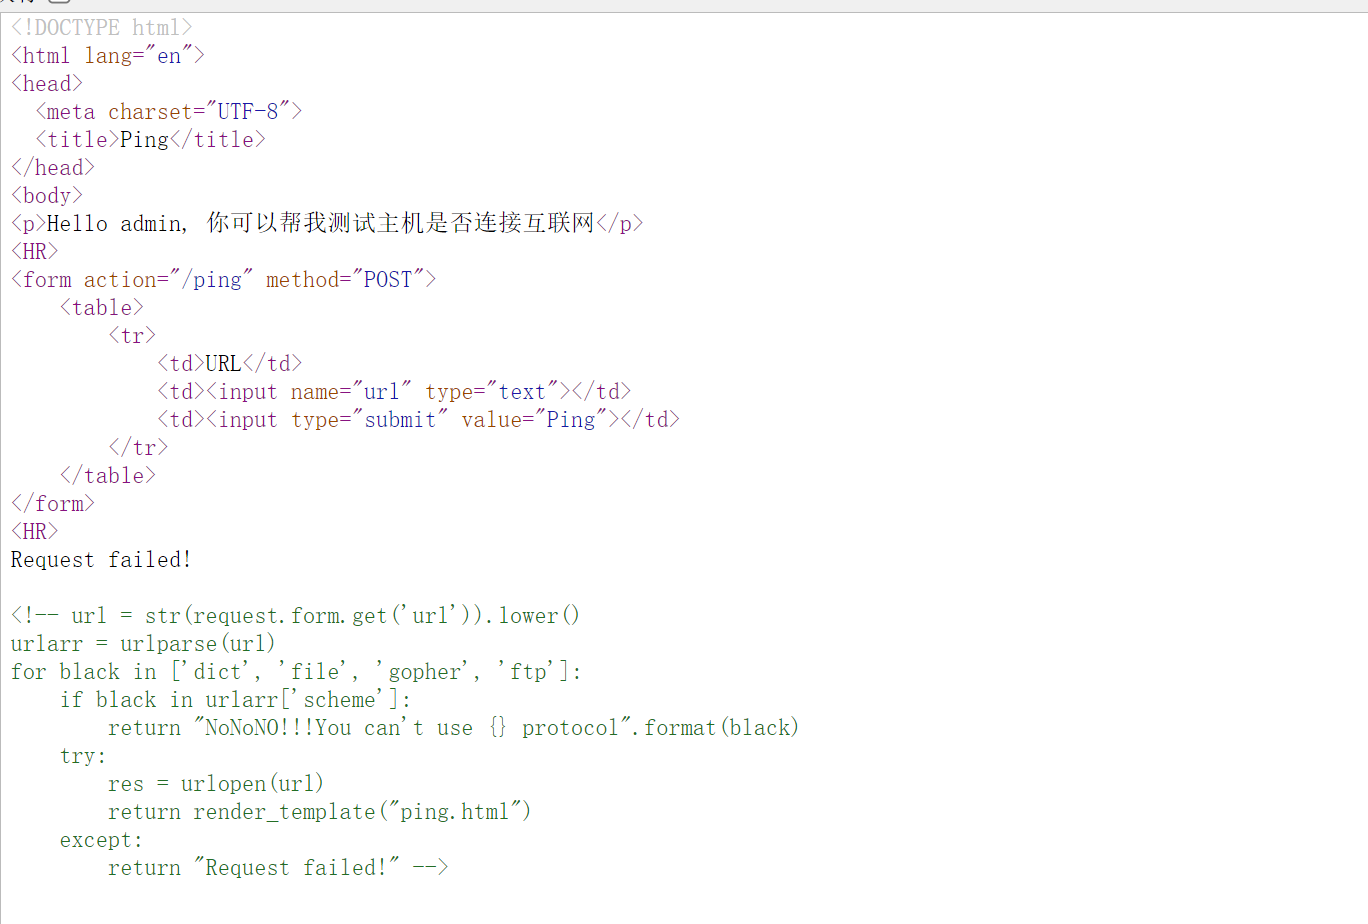 <!DOCTYPE html>
<html lang="en">
<head>
  <meta charset="UTF-8">
  <title>Ping</title>
</head>
<body>
<p>Hello admin, 你可以帮我测试主机是否连接互联网</p>
<HR>
<form action="/ping" method="POST">
    <table>
        <tr>
            <td>URL</td>
            <td><input name="url" type="text"></td>
            <td><input type="submit" value="Ping"></td>
        </tr>
    </table>
</form>
<HR>
Request failed!

<!-- url = str(request.form.get('url')).lower()
urlarr = urlparse(url)
for black in ['dict', 'file', 'gopher', 'ftp']:
    if black in urlarr['scheme']:
        return "NoNoNO!!!You can't use {} protocol".format(black)
    try:
        res = urlopen(url)
        return render_template("ping.html")
    except:
        return "Request failed!" -->